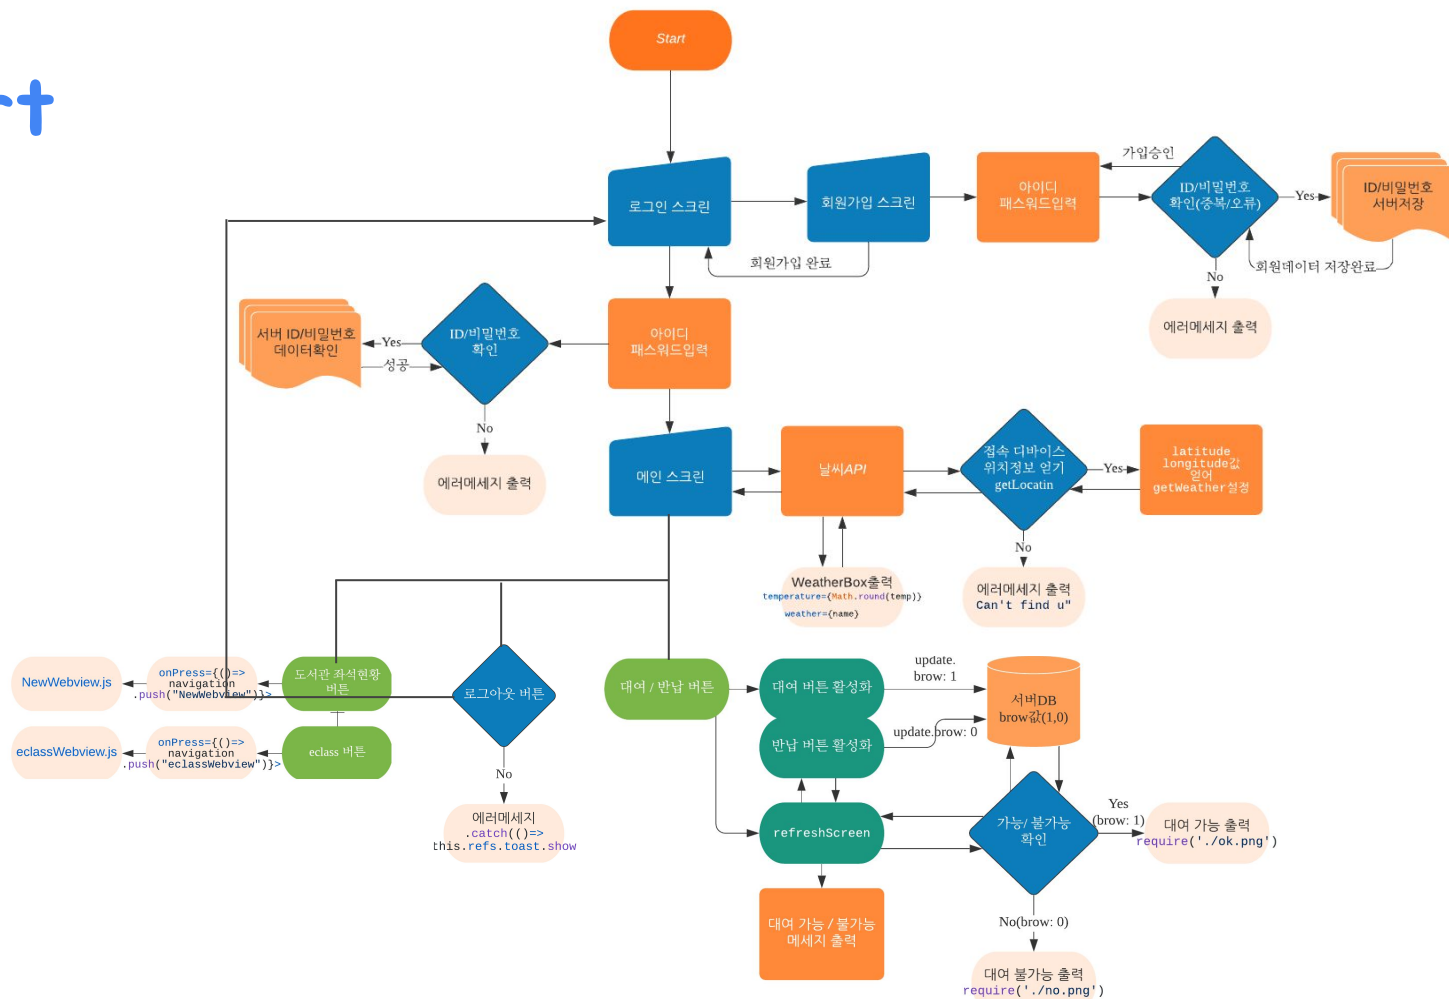 rt
Start
로그인 스크린
회원가입 스크린
회원가입 완료
아이디
패스워드입력
가입승인
ID/비밀번호
확인(중복/오류)
Yes
ID/비밀번호
서버저장
회원데이터 저장완료
No
에러메세지 출력
서버 ID/비밀번호
데이터확인
Yes
성공
ID/비밀번호
확인
No
에러메세지 출력
아이디
패스워드입력
메인 스크린
날씨API
접속 디바이스
위치정보 얻기
getLocatin
Yes
latitude
longitude값
얻어
getWeather설정
No
에러메세지 출력
Can't find u"
WeatherBox출력
temperature={Math.round(temp)}
weather={name}
NewWebview.js
onPress={()=>
navigation
.push("NewWebview")}>
도서관 좌석현황
버튼
eclassWebview.js
onPress={()=>
navigation
.push("eclassWebview")}>
eclass 버튼
로그아웃 버튼
No
에러메세지
.catch(()=>
this.refs.toast.show
대여 / 반납 버튼
대여 버튼 활성화
update.
brow: 1
반납 버튼 활성화
update.brow: 0
서버DB
brow값(1,0)
refreshScreen
가능/ 불가능
확인
Yes
(brow: 1)
대여 가능 출력
require('./ok.png')
대여 가능 / 불가능
메세지 출력
No(brow: 0)
대여 불가능 출력
require('./no.png')